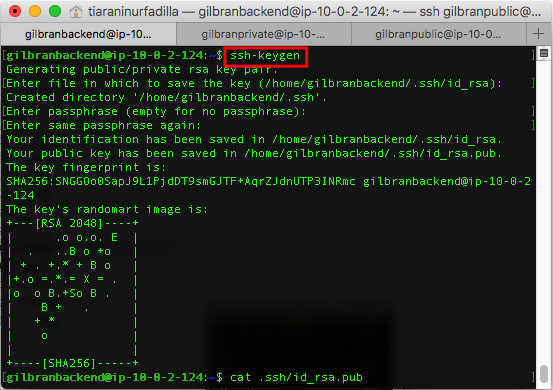 tiaraninurfadilla — gilbranbackend@ip-10-0-2-124: ~ — ssh gilbranpublic@...
gilbranbackend@ip-10... gilbranprivate@ip-10-... gilbranpublic@ip-10-0... +
[gilbranbackend@ip-10-0-2-124:~$ ssh-keygen ]
Generating public/private rsa key pair.
[Enter file in which to save the key (/home/gilbranbackend/.ssh/id_rsa): ]
Created directory '/home/gilbranbackend/.ssh'.
[Enter passphrase (empty for no passphrase): ]
[Enter same passphrase again: ]
Your identification has been saved in /home/gilbranbackend/.ssh/id_rsa.
Your public key has been saved in /home/gilbranbackend/.ssh/id_rsa.pub.
The key fingerprint is:
SHA256:SNGGOo0SapJ9L1PjdDT9smGJTF+AqrZJdnUTP3INRmc gilbranbackend@ip-10-0-2
-124
The key's randomart image is:
+---[RSA 2048]----+
|      .o o.o. E  |
|  .   ..B o +o   |
| + . +.* + B o   |
|+.o =.*.= X = .  |
|o  o B.+So B .   |
|    B +   .      |
|   + *           |
|    o            |
|                 |
+----[SHA256]-----+
[gilbranbackend@ip-10-0-2-124:~$ cat .ssh/id_rsa.pub ]